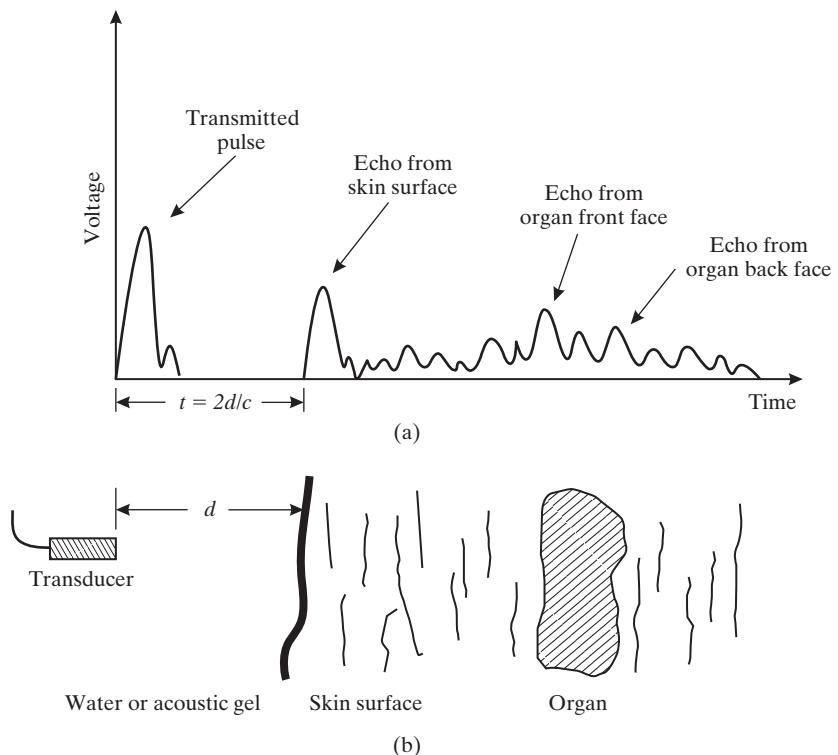 Transmitted
pulse
Echo from
skin surface
Echo from
organ front face
Echo from
organ back face
Voltage
t = 2d/c
Time
(a)
d
Transducer
Water or acoustic gel
Skin surface
Organ
(b)